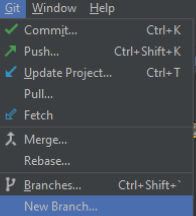 Git Window Help
Commit... Ctrl+K
Push... Ctrl+Shift+K
Update Project... Ctrl+T
Pull...
Fetch
Merge...
Rebase...
Branches... Ctrl+Shift+`
New Branch...